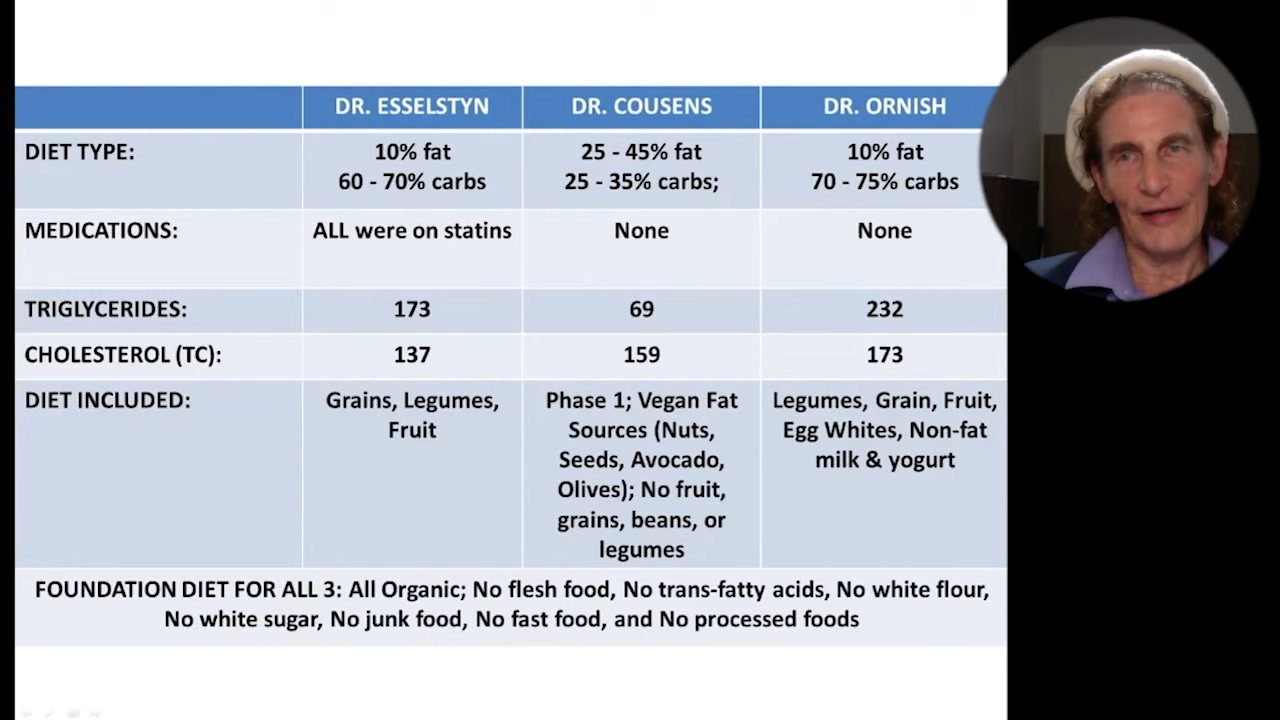 DR. ESSELSTYN DR. COUSENS DR. ORNISH
DIET TYPE: 10% fat 25 - 45% fat 10% fat
60 - 70% carbs 25 - 35% carbs; 70 - 75% carbs
MEDICATIONS: ALL were on statins None None
TRIGLYCERIDES: 173 69 232
CHOLESTEROL (TC): 137 159 173
DIET INCLUDED: Grains, Legumes, Phase 1; Vegan Fat Legumes, Grain, Fruit,
Fruit Sources (Nuts, Egg Whites, Non-fat
Seeds, Avocado, milk & yogurt
Olives); No fruit,
grains, beans, or
legumes
FOUNDATION DIET FOR ALL 3: All Organic; No flesh food, No trans-fatty acids, No white flour,
No white sugar, No junk food, No fast food, and No processed foods